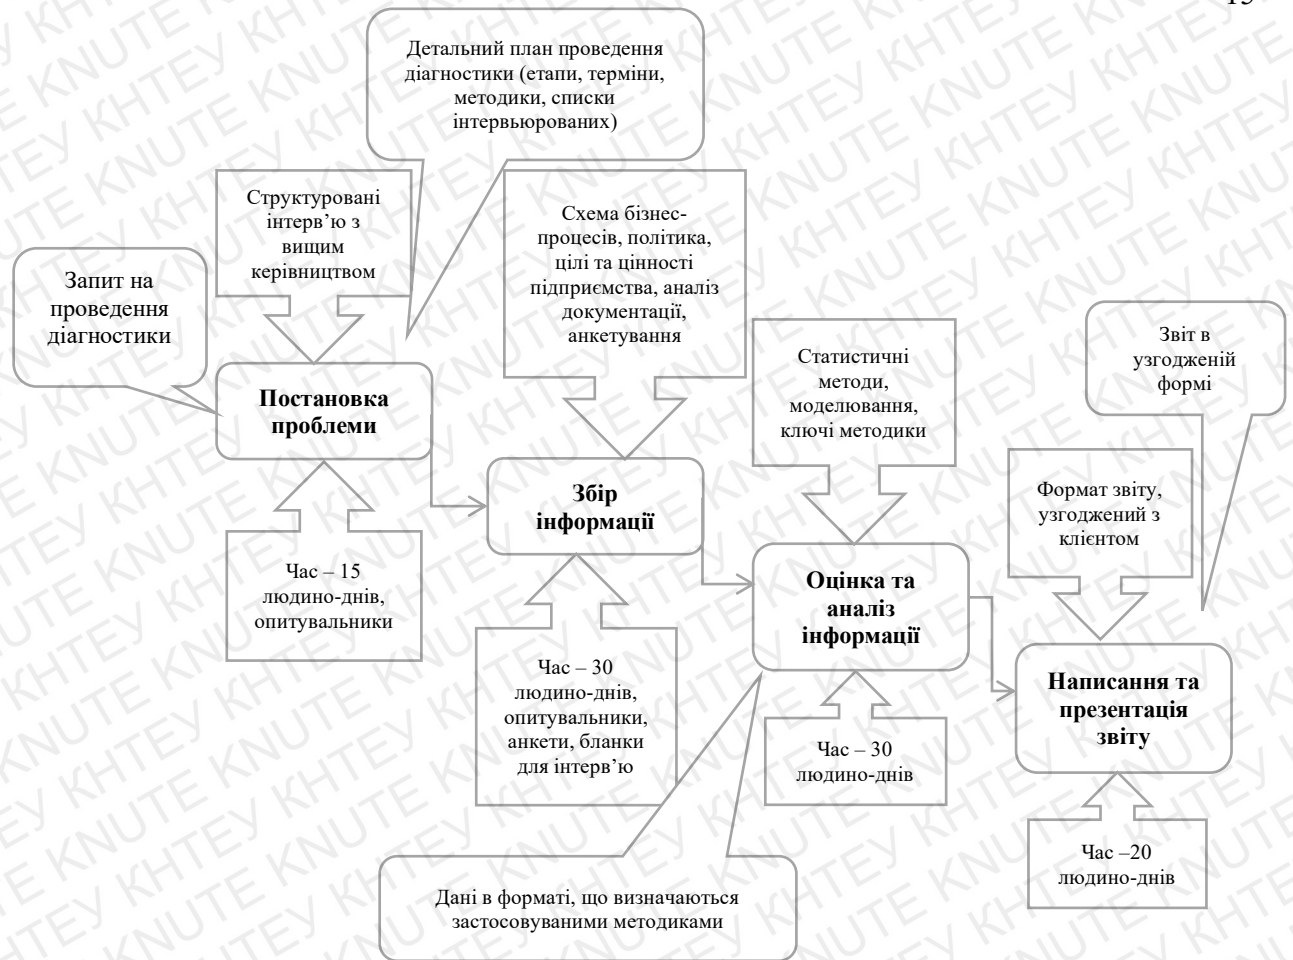 Детальний план проведення
діагностики (етапи, терміни,
методики, списки
інтервьюрованих)
Структуровані
інтерв’ю з
вищим
керівництвом
Схема бізнес-
процесів, політика,
цілі та цінності
підприємства, аналіз
документації,
анкетування
Запит на
проведення
діагностики
Статистичні
методи,
моделювання,
ключі методики
Звіт в
узгодженій
формі
Постановка
проблеми
Збір
інформації
Формат звіту,
узгоджений з
клієнтом
Час – 15
людино-днів,
опитувальники
Оцінка та
аналіз
інформації
Час – 30
людино-днів,
опитувальники,
анкети, бланки
для інтерв’ю
Написання та
презентація
звіту
Час – 30
людино-днів
Час –20
людино-днів
Дані в форматі, що визначаються
застосовуваними методиками